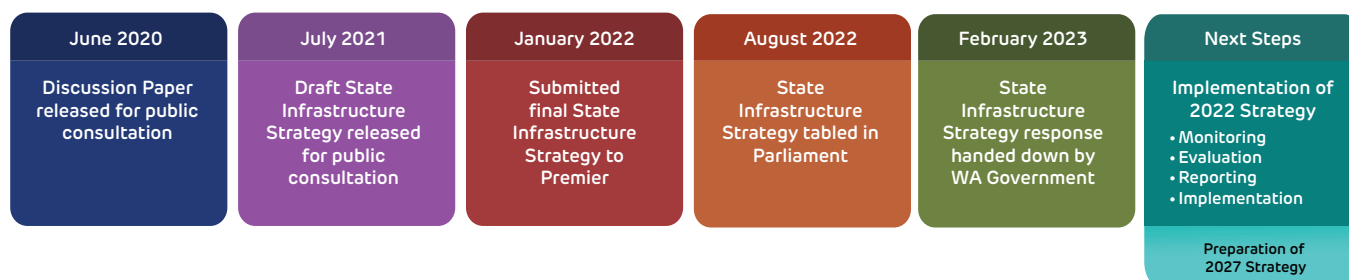 June 2020
Discussion Paper
released for public
consultation
July 2021
Draft State
Infrastructure
Strategy released
for public
consultation
January 2022
Submitted
final State
Infrastructure
Strategy to
Premier
August 2022
State
Infrastructure
Strategy tabled in
Parliament
February 2023
State
Infrastructure
Strategy response
handed down by
WA Government
Next Steps
Implementation of
2022 Strategy
• Monitoring
• Evaluation
• Reporting
• Implementation
Preparation of
2027 Strategy